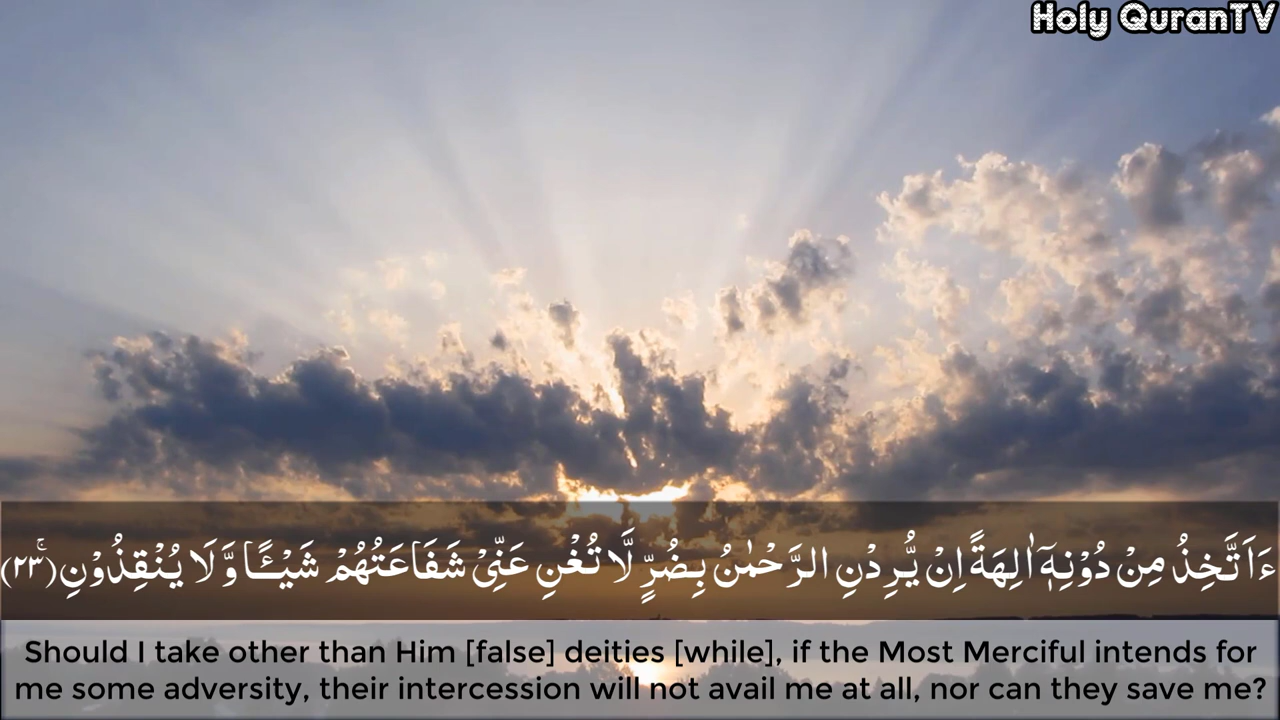 Holy QuranTV
ءَاَتَّخِذُ مِنْ دُوْنِهٖۤ اٰلِهَةً اِنْ يُّرِدْنِ الرَّحْمٰنُ بِضُرٍّ لَّا تُغْنِ عَنِّىْ شَفَاعَتُهُمْ شَيْـًٔـا وَّلَا يُنْقِذُوْنِ‌ۚ‏ (۲۳)
Should I take other than Him [false] deities [while], if the Most Merciful intends for
me some adversity, their intercession will not avail me at all, nor can they save me?